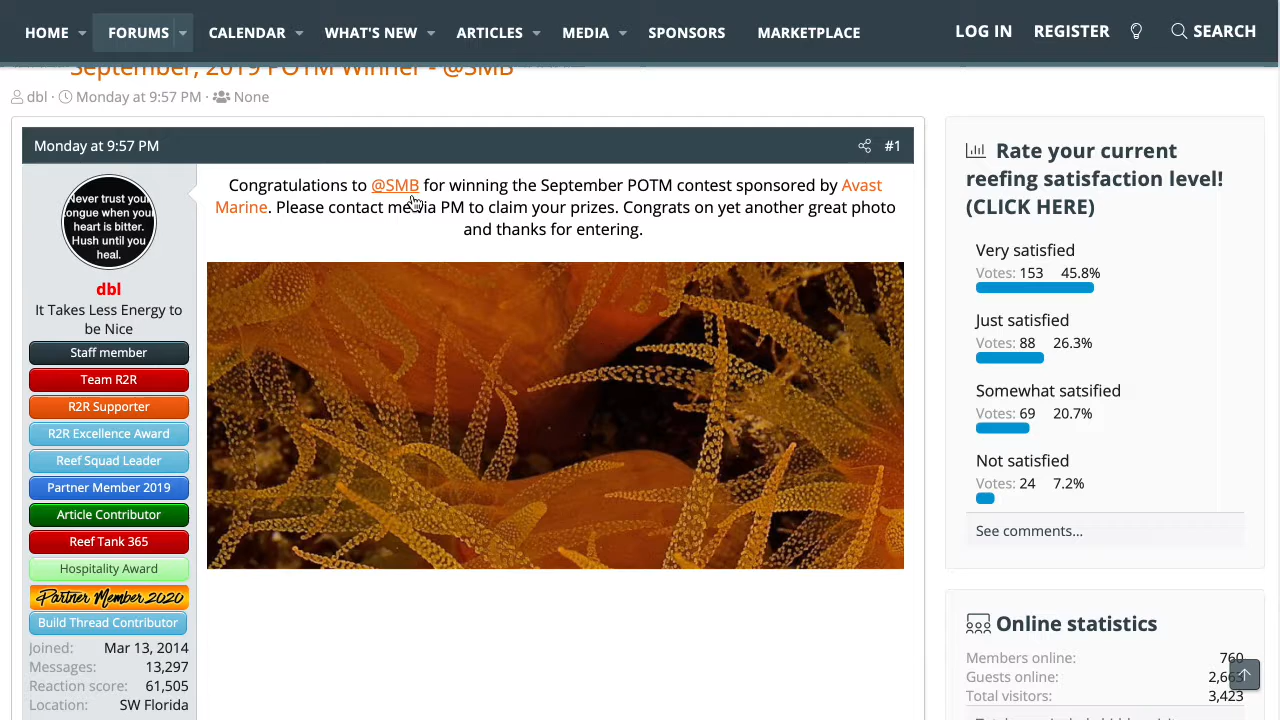 HOME FORUMS CALENDAR WHAT'S NEW ARTICLES MEDIA SPONSORS MARKETPLACE LOG IN REGISTER SEARCH
September, 2019 POTM Winner - @SMB
dbl · Monday at 9:57 PM · None
Monday at 9:57 PM #1
Never trust your
tongue when your
heart is bitter.
Hush until you
heal.
dbl
It Takes Less Energy to
be Nice
Staff member
Team R2R
R2R Supporter
R2R Excellence Award
Reef Squad Leader
Partner Member 2019
Article Contributor
Reef Tank 365
Hospitality Award
Partner Member 2020
Build Thread Contributor
Joined: Mar 13, 2014
Messages: 13,297
Reaction score: 61,505
Location: SW Florida
Congratulations to @SMB for winning the September POTM contest sponsored by Avast
Marine. Please contact me via PM to claim your prizes. Congrats on yet another great photo
and thanks for entering.
Rate your current
reefing satisfaction level!
(CLICK HERE)
Very satisfied
Votes: 153 45.8%
Just satisfied
Votes: 88 26.3%
Somewhat satsified
Votes: 69 20.7%
Not satisfied
Votes: 24 7.2%
See comments...
Online statistics
Members online: 760
Guests online:
Total visitors: 3,423